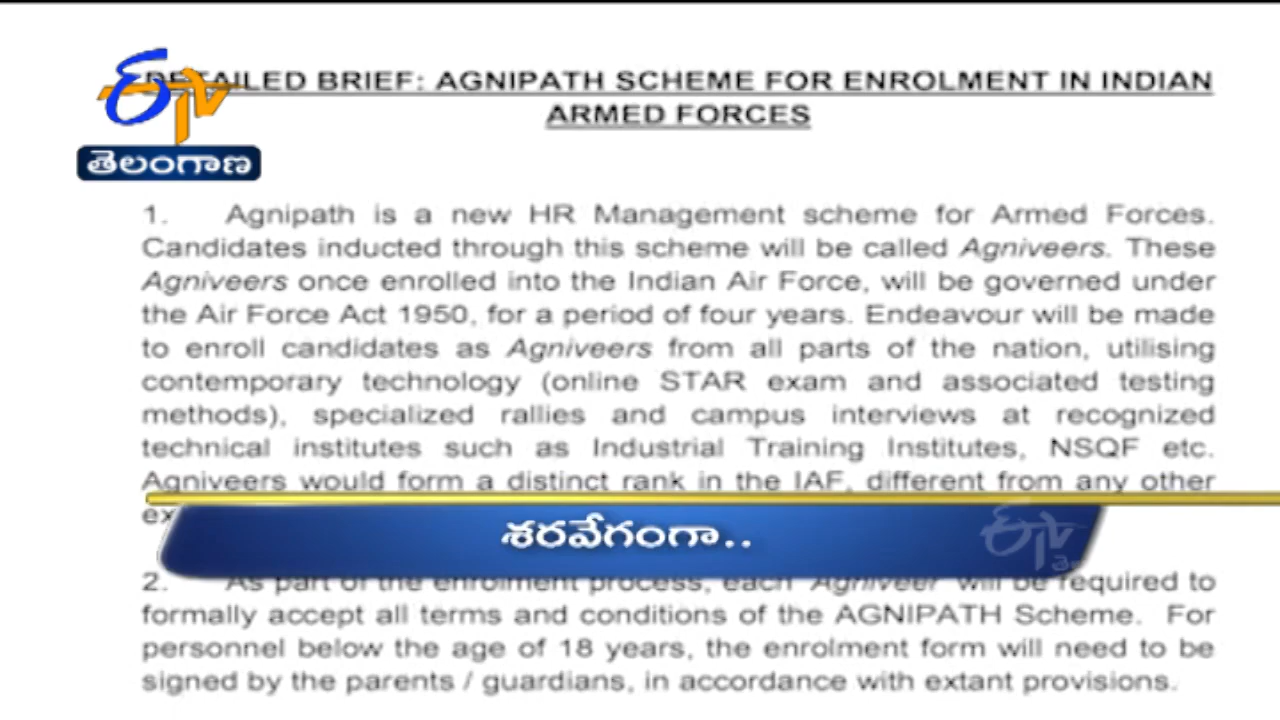 ETV
తెలంగాణ
DETAILED BRIEF: AGNIPATH SCHEME FOR ENROLMENT IN INDIAN
ARMED FORCES
1. Agnipath is a new HR Management scheme for Armed Forces.
Candidates inducted through this scheme will be called Agniveers. These
Agniveers once enrolled into the Indian Air Force, will be governed under
the Air Force Act 1950, for a period of four years. Endeavour will be made
to enroll candidates as Agniveers from all parts of the nation, utilising
contemporary technology (online STAR exam and associated testing
methods), specialized rallies and campus interviews at recognized
technical institutes such as Industrial Training Institutes, NSQF etc.
Agniveers would form a distinct rank in the IAF, different from any other
శరవేగంగా..
ETV
2. As part of the enrolment process, each Agniveer will be required to
formally accept all terms and conditions of the AGNIPATH Scheme. For
personnel below the age of 18 years, the enrolment form will need to be
signed by the parents / guardians, in accordance with extant provisions.